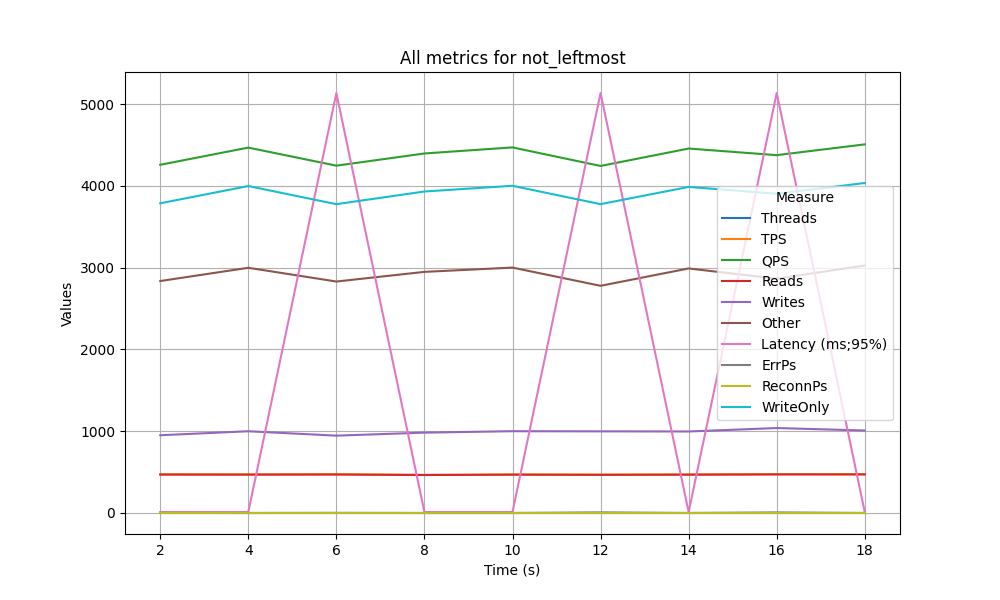 All metrics for not_leftmost
Values
5000
4000
3000
2000
1000
0
2 4 6 8 10 12 14 16 18
Time (s)
Measure
Threads
TPS
QPS
Reads
Writes
Other
Latency (ms;95%)
ErrPs
ReconnPs
WriteOnly